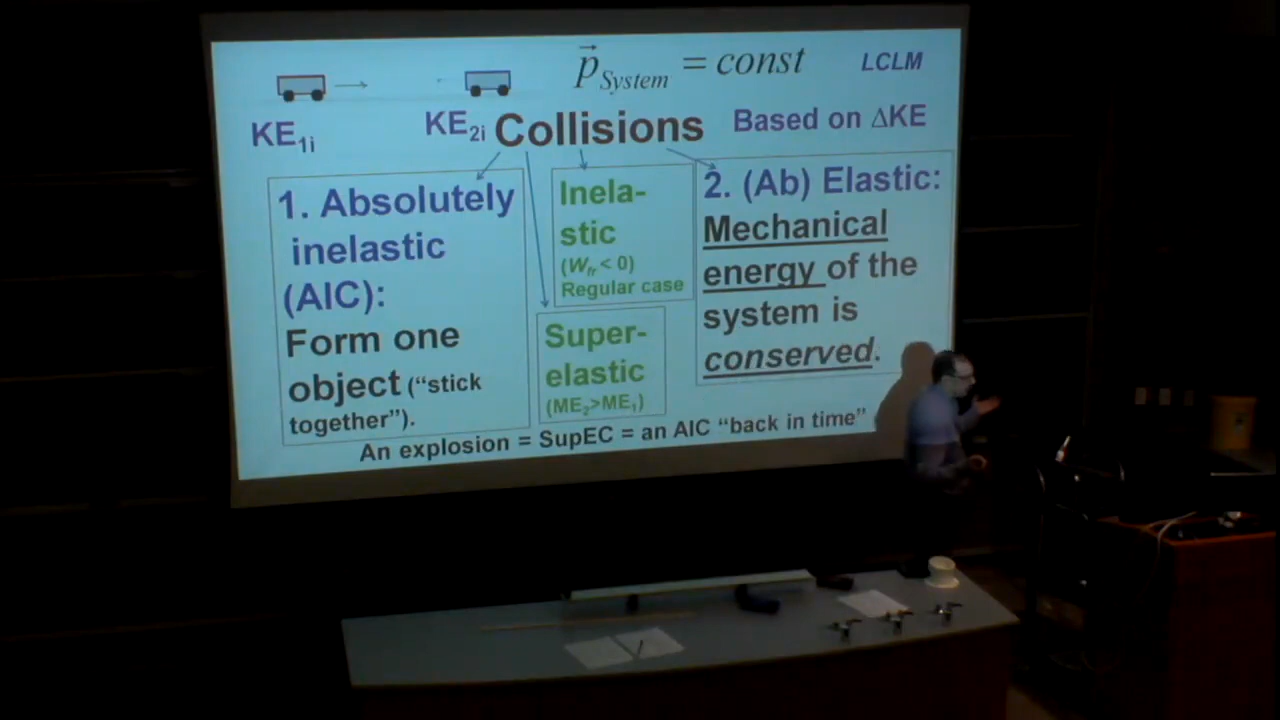 p⃗_System = const
LCLM
KE₁ᵢ
KE₂ᵢ
Collisions
Based on ΔKE
1. Absolutely
inelastic
(AIC):
Form one
object ("stick
together").
Inela-
stic
(W_fr < 0)
Regular case
Super-
elastic
(ME₂>ME₁)
2. (Ab) Elastic:
Mechanical
energy of the
system is
conserved.
An explosion = SupEC = an AIC "back in time"